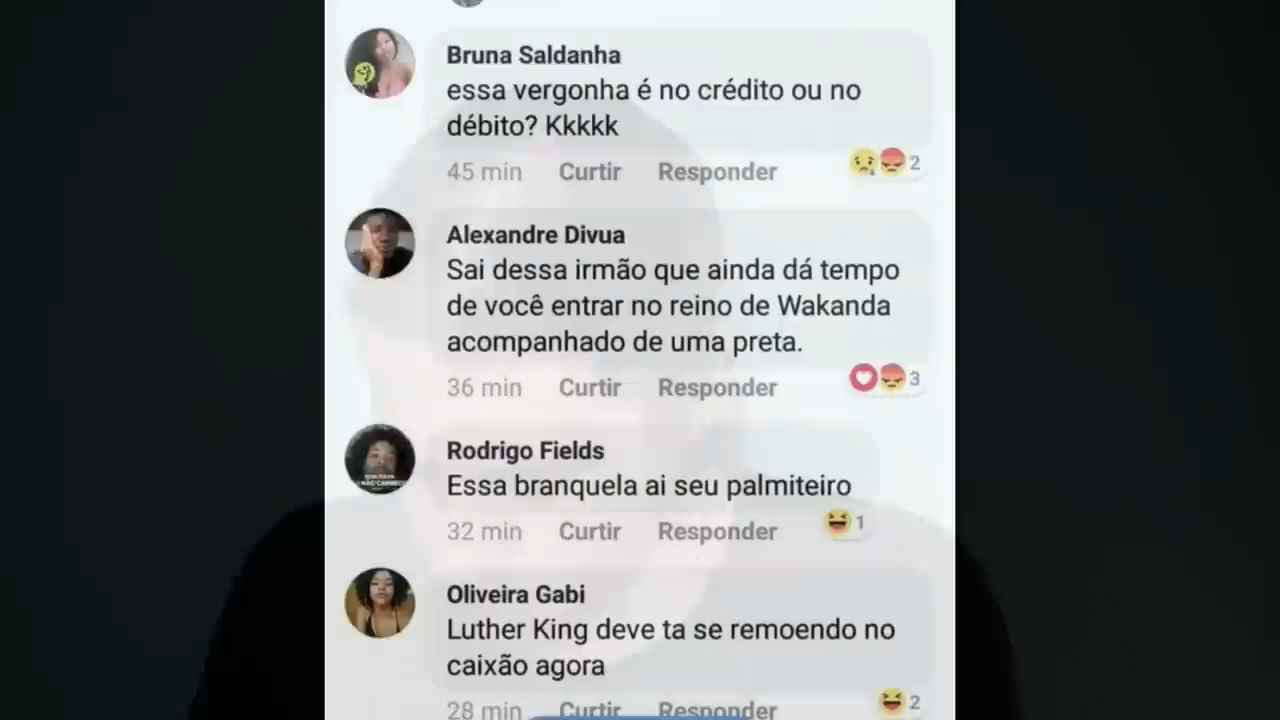 Bruna Saldanha
essa vergonha é no crédito ou no
débito? Kkkkk
45 min Curtir Responder 2
Alexandre Divua
Sai dessa irmão que ainda dá tempo
de você entrar no reino de Wakanda
acompanhado de uma preta.
36 min Curtir Responder 3
Rodrigo Fields
Essa branquela ai seu palmiteiro
32 min Curtir Responder 1
Oliveira Gabi
Luther King deve ta se remoendo no
caixão agora
28 min Curtir Responder 2